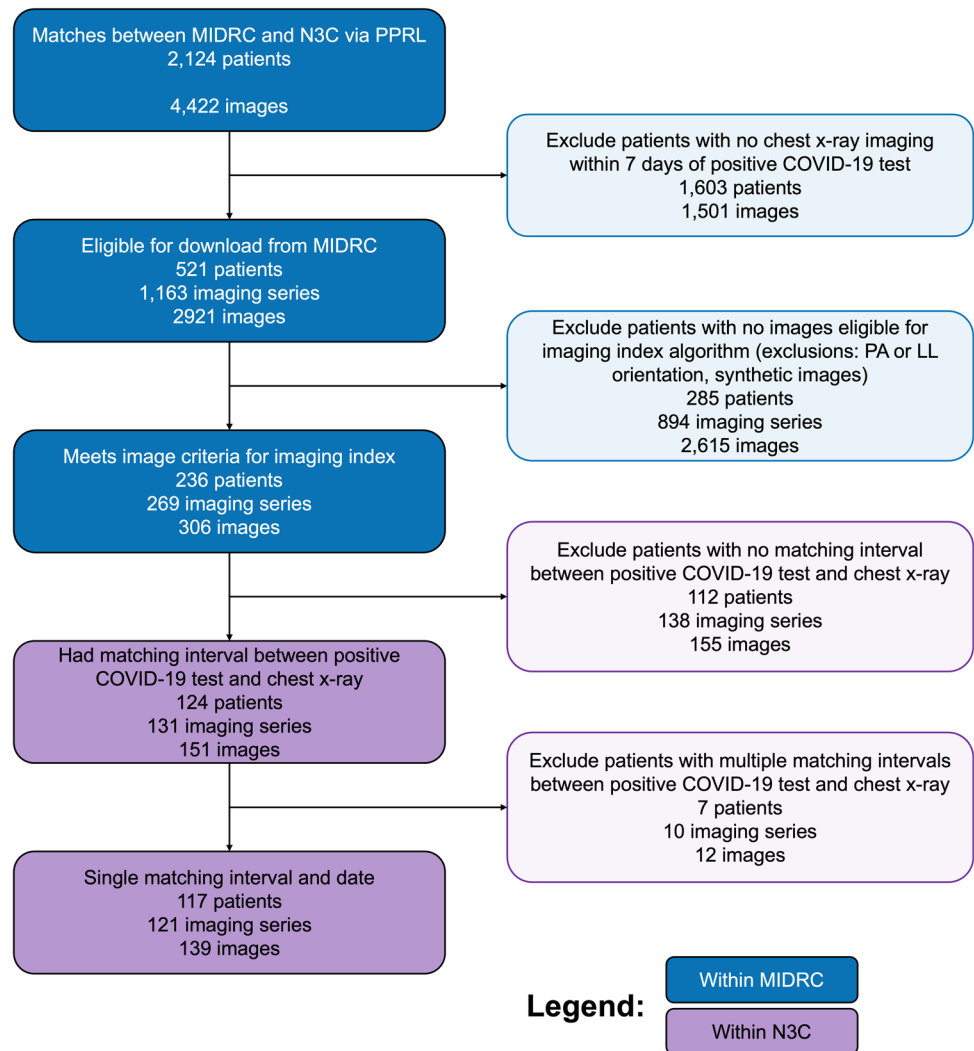 Matches between MIDRC and N3C via PPRL
2,124 patients
4,422 images
Exclude patients with no chest x-ray imaging
within 7 days of positive COVID-19 test
1,603 patients
1,501 images
Eligible for download from MIDRC
521 patients
1,163 imaging series
2921 images
Exclude patients with no images eligible for
imaging index algorithm (exclusions: PA or LL
orientation, synthetic images)
285 patients
894 imaging series
2,615 images
Meets image criteria for imaging index
236 patients
269 imaging series
306 images
Exclude patients with no matching interval
between positive COVID-19 test and chest x-ray
112 patients
138 imaging series
155 images
Had matching interval between positive
COVID-19 test and chest x-ray
124 patients
131 imaging series
151 images
Exclude patients with multiple matching intervals
between positive COVID-19 test and chest x-ray
7 patients
10 imaging series
12 images
Single matching interval and date
117 patients
121 imaging series
139 images
Legend:
Within MIDRC
Within N3C